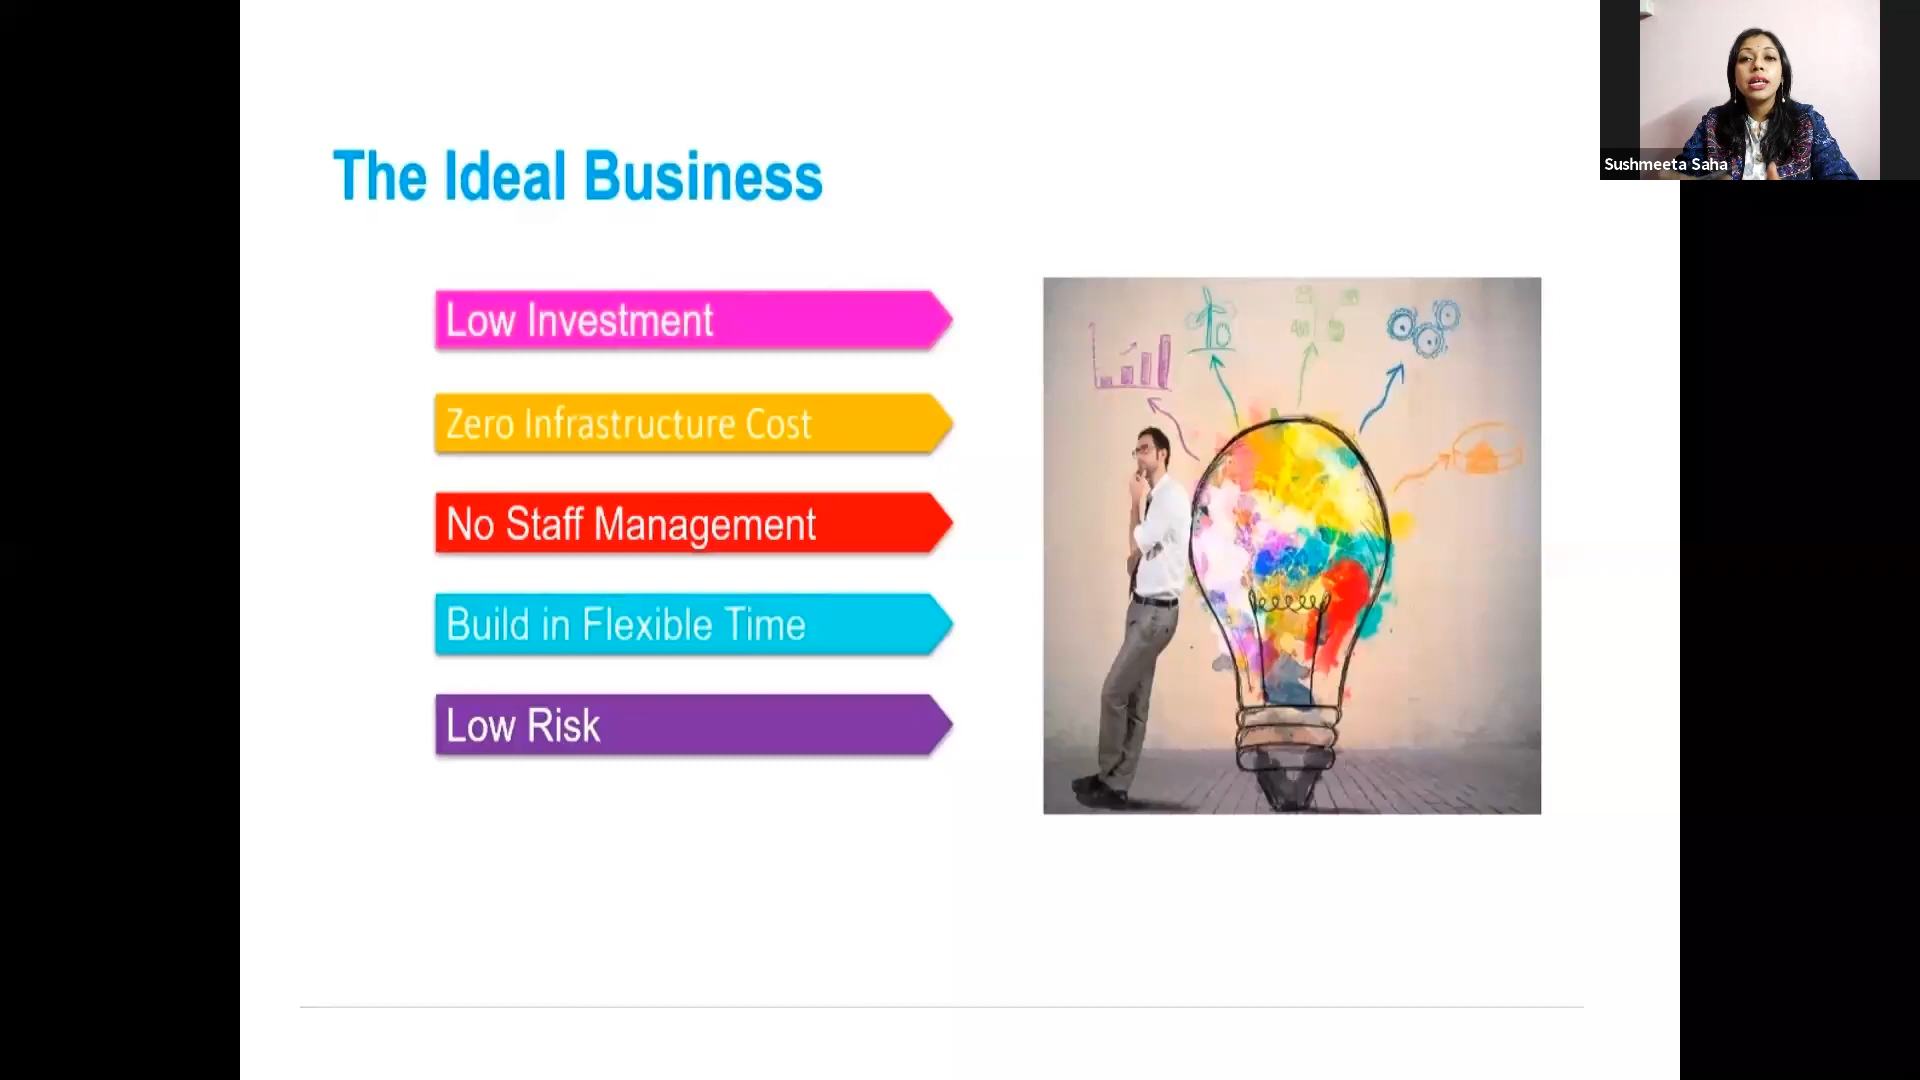 The Ideal Business
Low Investment
Zero Infrastructure Cost
No Staff Management
Build in Flexible Time
Low Risk
Sushmeeta Saha